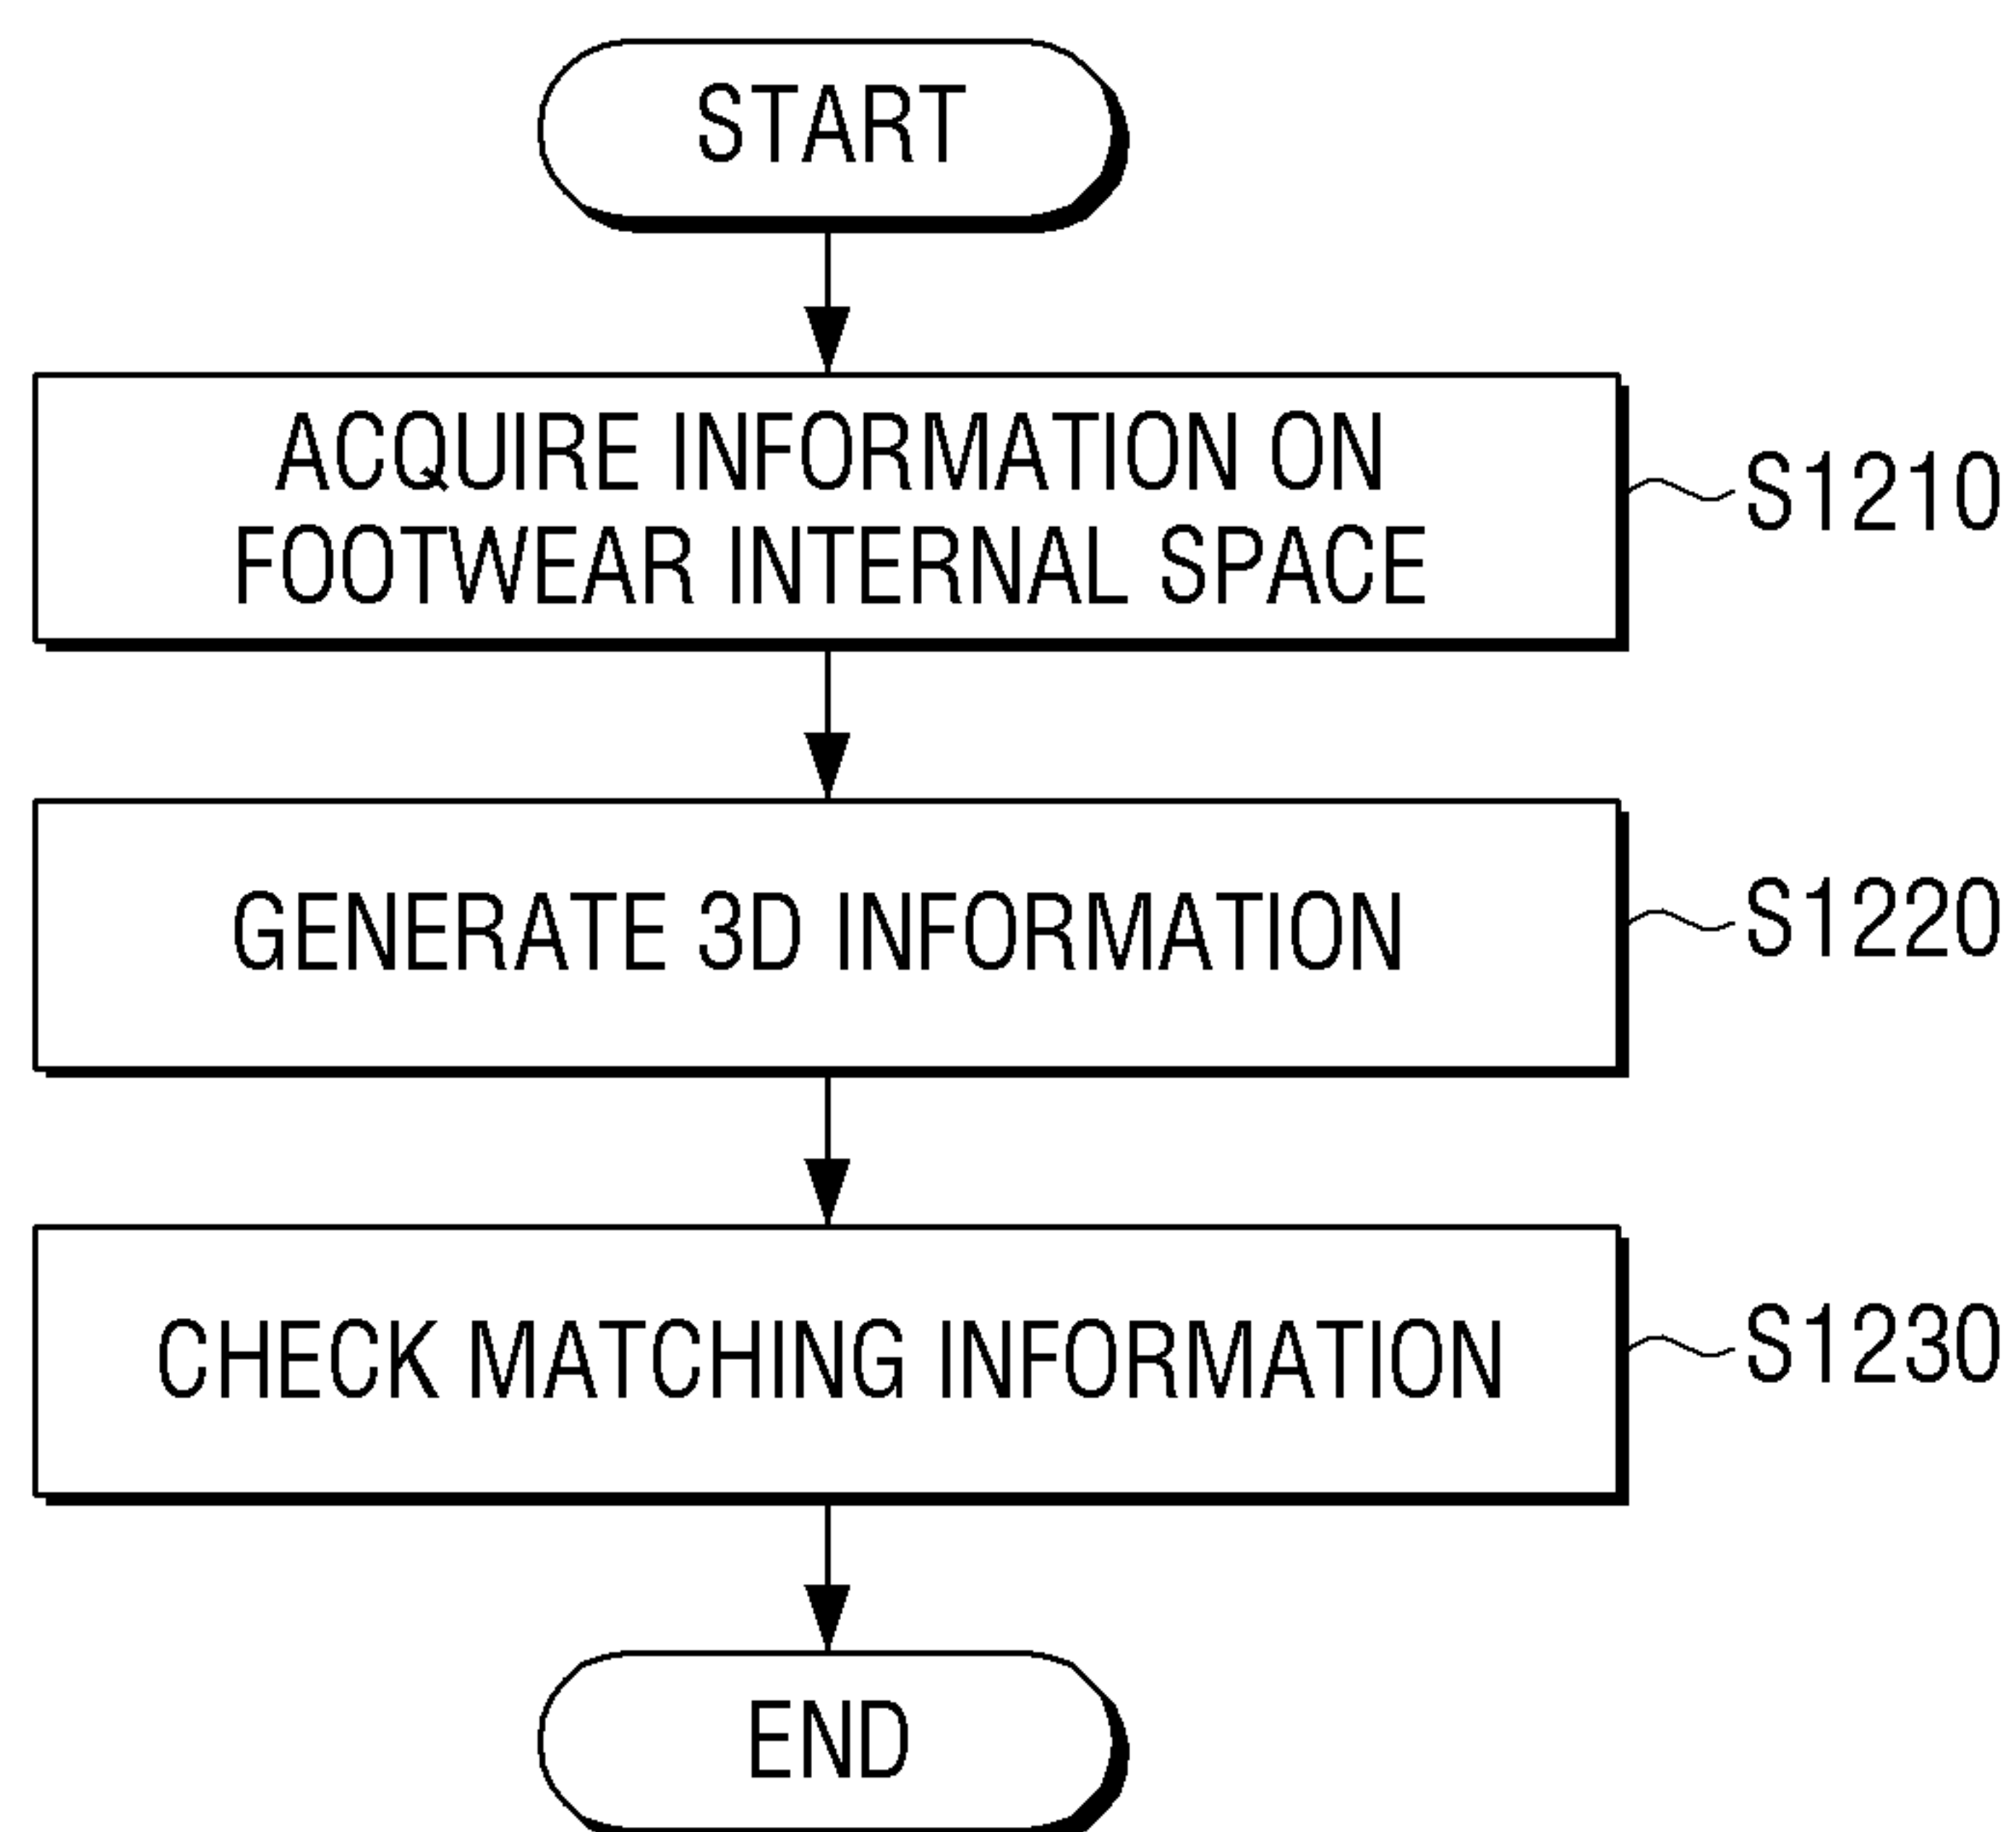 START
ACQUIRE INFORMATION ON
FOOTWEAR INTERNAL SPACE
S1210
GENERATE 3D INFORMATION
S1220
CHECK MATCHING INFORMATION
S1230
END